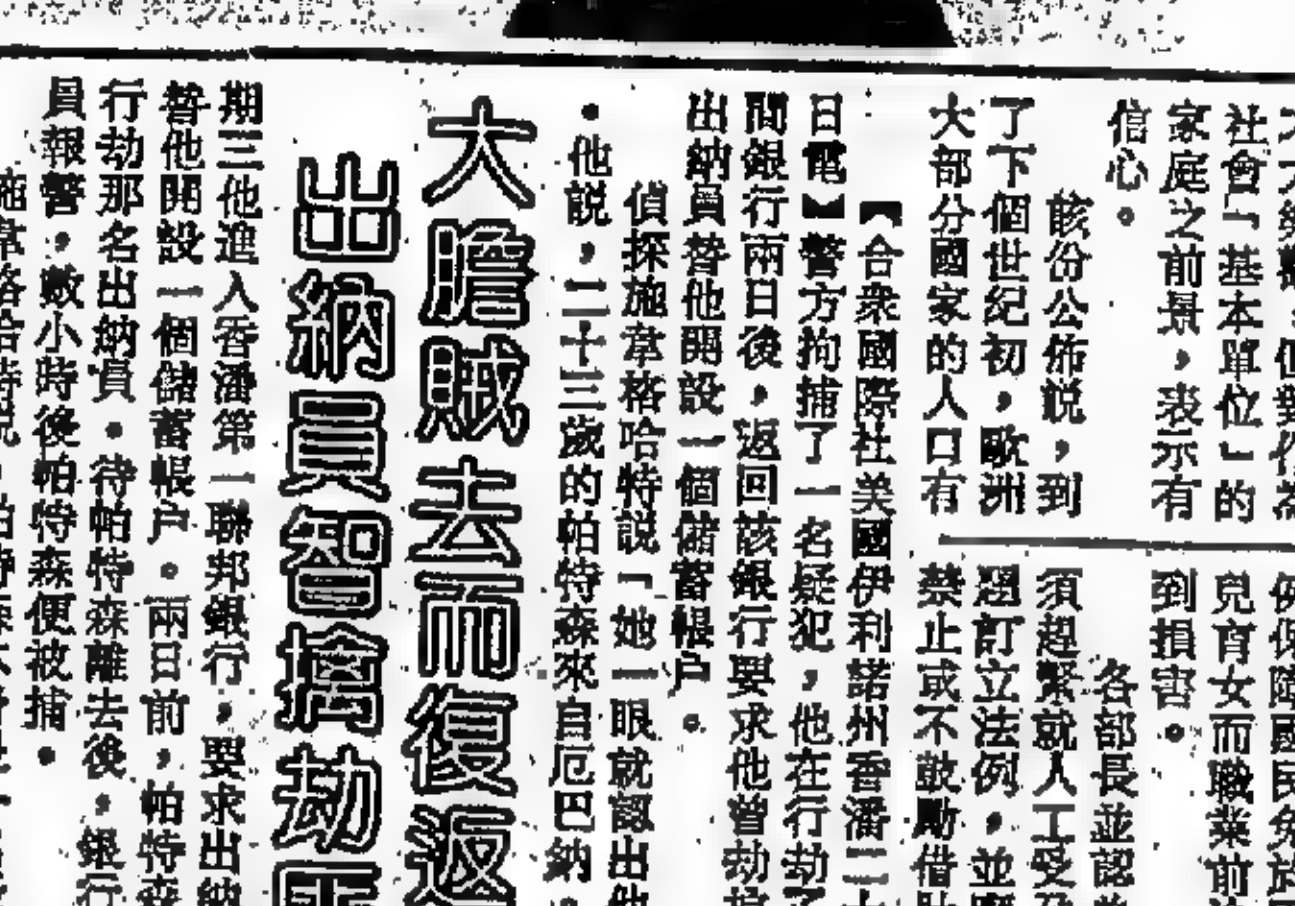 社會「基本單位」的
家庭之前景，表示有
信心。
該份公佈説，到
了下個世紀初，歐洲
大部分國家的人口有
兒育女而職業前
到損害。
各部長並認
須趕緊就人工受
題訂立法例，並
禁止或不鼓勵借
【合衆國際社美國伊利諾州香潘二
日電】警方拘捕了一名疑犯，他在行劫了
間銀行兩日後，返回該銀行要求他曾劫
出納員替他開設一個儲蓄帳户。
偵探施韋格哈特説「她一眼就認出他
。他説，二十三歲的帕特森來自厄巴納。
大膽賊去而復返
出納員智擒劫匪
期三他進入香潘第一聯邦銀行，要求出納
替他開設一個儲蓄帳户。兩日前，帕特森
行劫那名出納員。待帕特森離去後，銀行
員報警，數小時後帕特森便被捕。